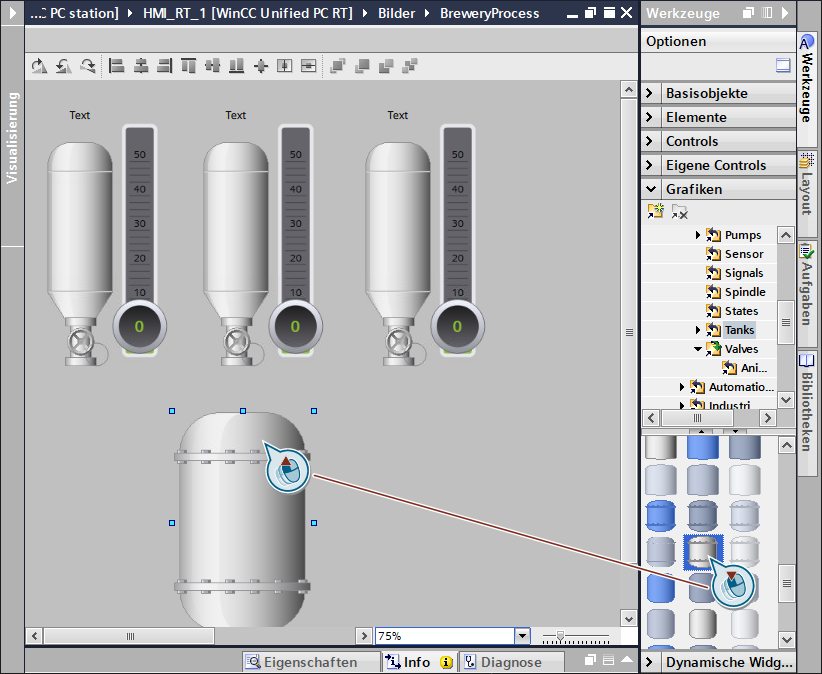 ...C PC station] ▸ HMI_RT_1 [WinCC Unified PC RT] ▸ Bilder ▸ BreweryProcess
Werkzeuge
Optionen
Visualisierung
Text
Text
Text
50
40
30
20
10
0
50
40
30
20
10
0
50
40
30
20
10
0
75%
Eigenschaften
Info
Diagnose
Basisobjekte
Elemente
Controls
Eigene Controls
Grafiken
Pumps
Sensor
Signals
Spindle
States
Tanks
Valves
Ani...
Automatio...
Industri
Dynamische Widg...
Werkzeuge
Layout
Aufgaben
Bibliotheken